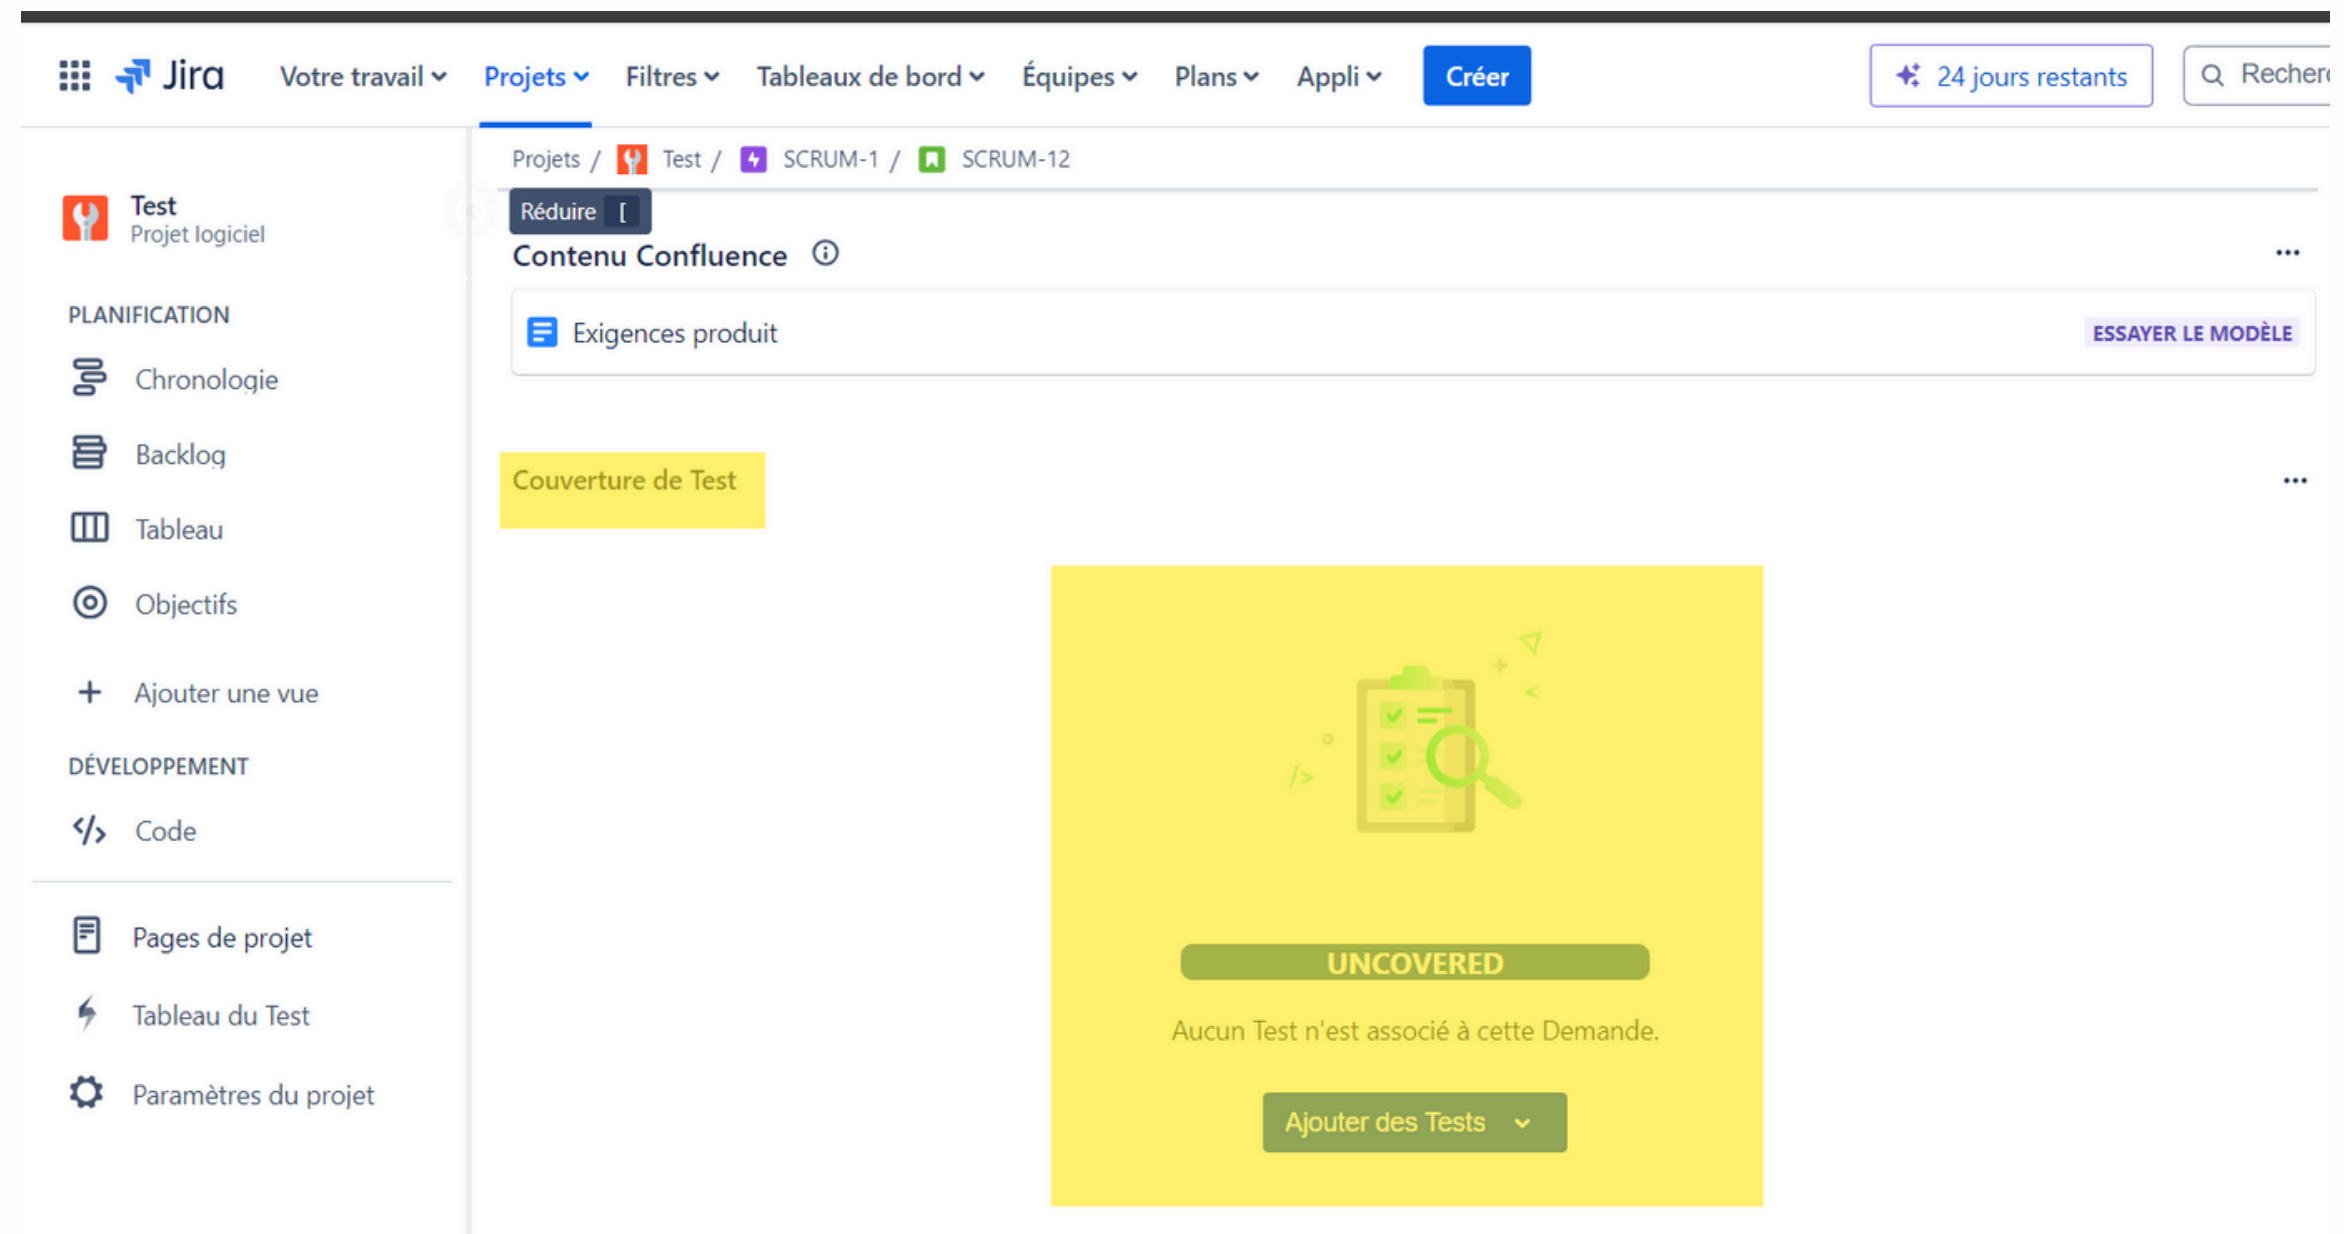 Jira Votre travail Projets Filtres Tableaux de bord Équipes Plans Appli Créer 24 jours restants Recher
Projets / Test / SCRUM-1 / SCRUM-12
Test
Projet logiciel
Réduire [
Contenu Confluence
Exigences produit ESSAYER LE MODÈLE
PLANIFICATION
Chronologie
Backlog
Tableau
Objectifs
+ Ajouter une vue
DÉVELOPPEMENT
</> Code
Pages de projet
Tableau du Test
Paramètres du projet
Couverture de Test
UNCOVERED
Aucun Test n'est associé à cette Demande.
Ajouter des Tests